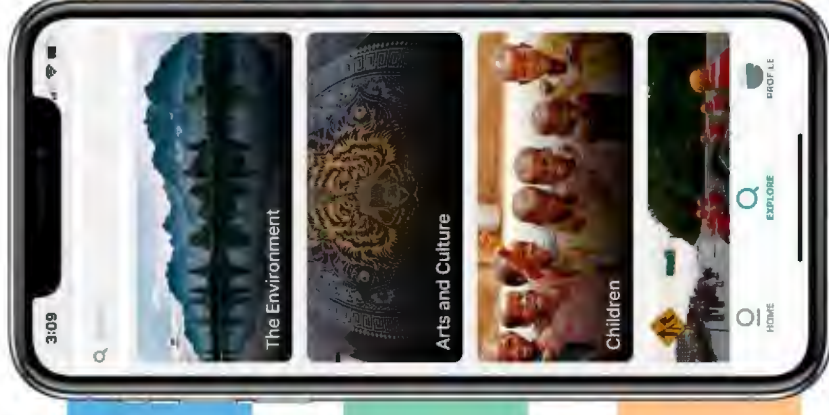 3:09
The Environment
Arts and Culture
Children
HOME
EXPLORE
PROFILE